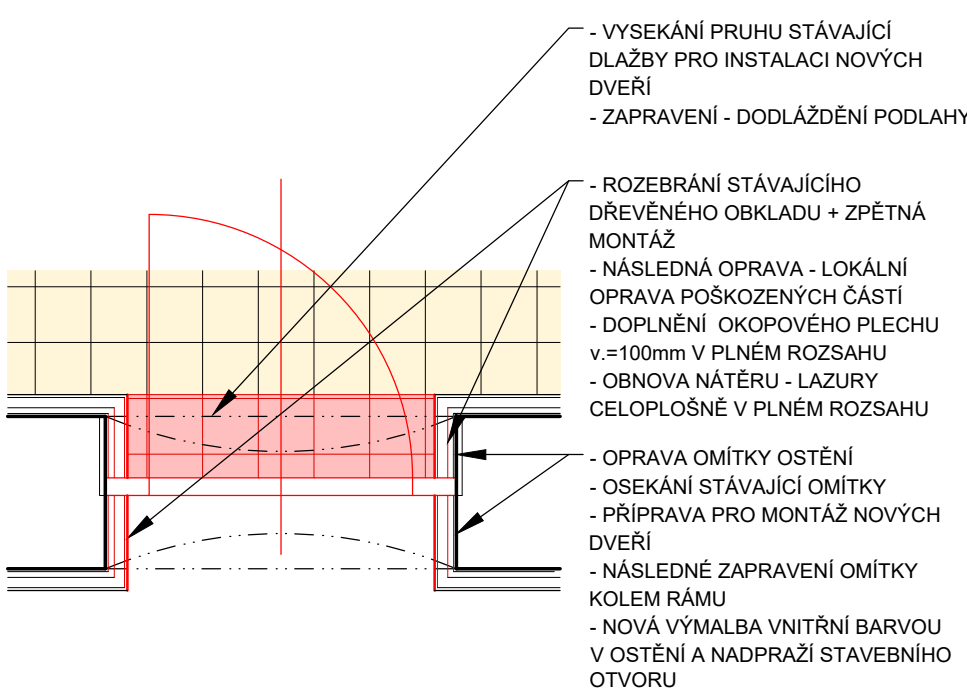 - VYSEKÁNÍ PRUHU STÁVAJÍCÍ
DLAŽBY PRO INSTALACI NOVÝCH
DVEŘÍ
- ZAPRAVENÍ - DODLÁŽDĚNÍ PODLAHY
- ROZEBRÁNÍ STÁVAJÍCÍHO
DŘEVĚNÉHO OBKLADU + ZPĚTNÁ
MONTÁŽ
- NÁSLEDNÁ OPRAVA - LOKÁLNÍ
OPRAVA POŠKOZENÝCH ČÁSTÍ
- DOPLNĚNÍ OKOPOVÉHO PLECHU
v.=100mm V PLNÉM ROZSAHU
- OBNOVA NÁTĚRU - LAZURY
CELOPLOŠNĚ V PLNÉM ROZSAHU
- OPRAVA OMÍTKY OSTĚNÍ
- OSEKÁNÍ STÁVAJÍCÍ OMÍTKY
- PŘÍPRAVA PRO MONTÁŽ NOVÝCH
DVEŘÍ
- NÁSLEDNÉ ZAPRAVENÍ OMÍTKY
KOLEM RÁMU
- NOVÁ VÝMALBA VNITŘNÍ BARVOU
V OSTĚNÍ A NADPRAŽÍ STAVEBNÍHO
OTVORU